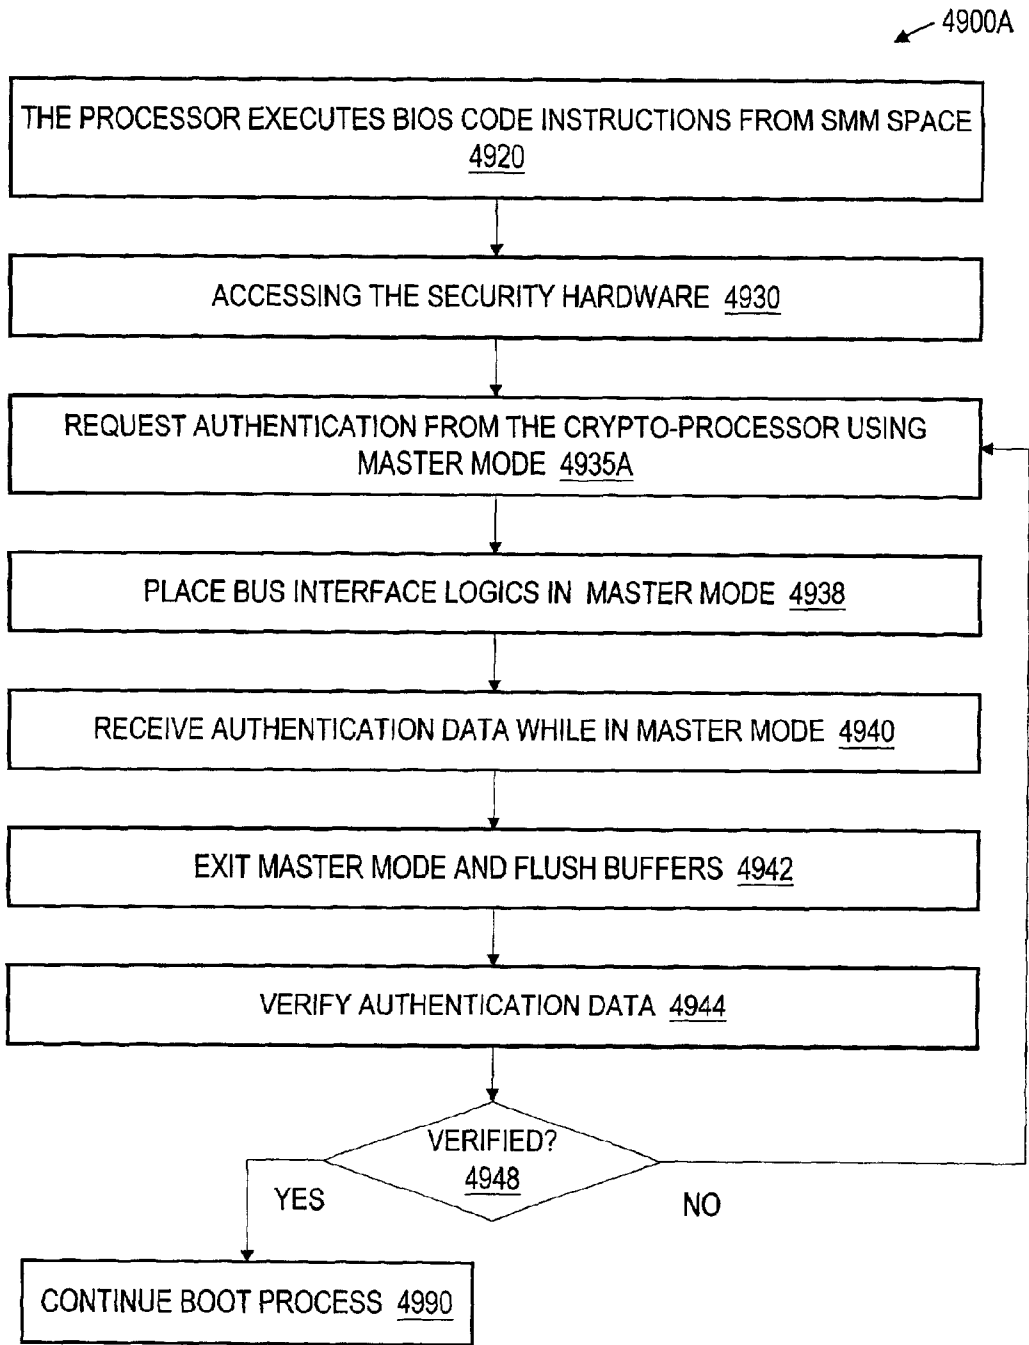 4900A
THE PROCESSOR EXECUTES BIOS CODE INSTRUCTIONS FROM SMM SPACE
4920
ACCESSING THE SECURITY HARDWARE 4930
REQUEST AUTHENTICATION FROM THE CRYPTO-PROCESSOR USING
MASTER MODE 4935A
PLACE BUS INTERFACE LOGICS IN MASTER MODE 4938
RECEIVE AUTHENTICATION DATA WHILE IN MASTER MODE 4940
EXIT MASTER MODE AND FLUSH BUFFERS 4942
VERIFY AUTHENTICATION DATA 4944
VERIFIED?
4948
YES
NO
CONTINUE BOOT PROCESS 4990